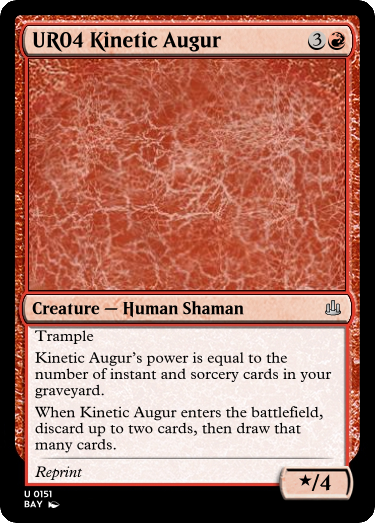 UR04 Kinetic Augur 3
Creature — Human Shaman
Trample
Kinetic Augur's power is equal to the
number of instant and sorcery cards in your
graveyard.
When Kinetic Augur enters the battlefield,
discard up to two cards, then draw that
many cards.
Reprint
★/4
U 0151
BAY